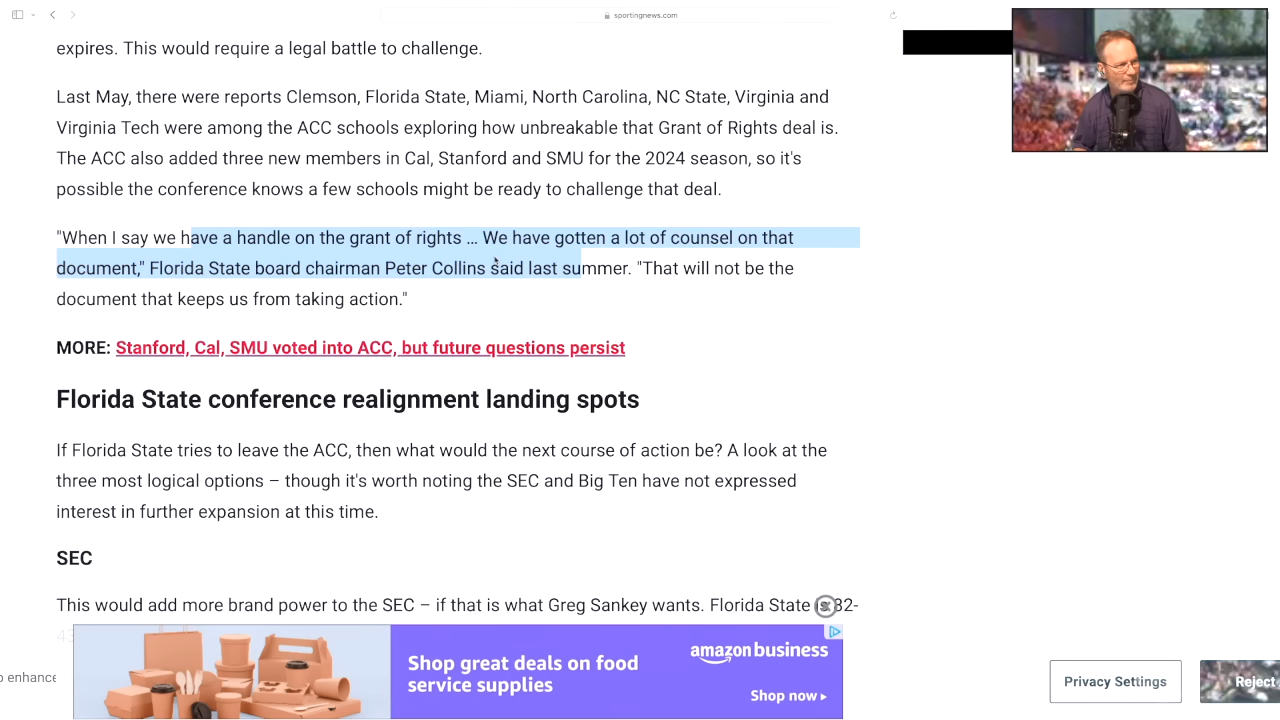 sportingnews.com
expires. This would require a legal battle to challenge.
Last May, there were reports Clemson, Florida State, Miami, North Carolina, NC State, Virginia and
Virginia Tech were among the ACC schools exploring how unbreakable that Grant of Rights deal is.
The ACC also added three new members in Cal, Stanford and SMU for the 2024 season, so it's
possible the conference knows a few schools might be ready to challenge that deal.
"When I say we have a handle on the grant of rights … We have gotten a lot of counsel on that
document," Florida State board chairman Peter Collins said last summer. "That will not be the
document that keeps us from taking action."
MORE: Stanford, Cal, SMU voted into ACC, but future questions persist
Florida State conference realignment landing spots
If Florida State tries to leave the ACC, then what would the next course of action be? A look at the
three most logical options – though it's worth noting the SEC and Big Ten have not expressed
interest in further expansion at this time.
SEC
This would add more brand power to the SEC – if that is what Greg Sankey wants. Florida State is 32-
Shop great deals on food
service supplies
amazon business
Shop now
enhance
Privacy Settings
Reject